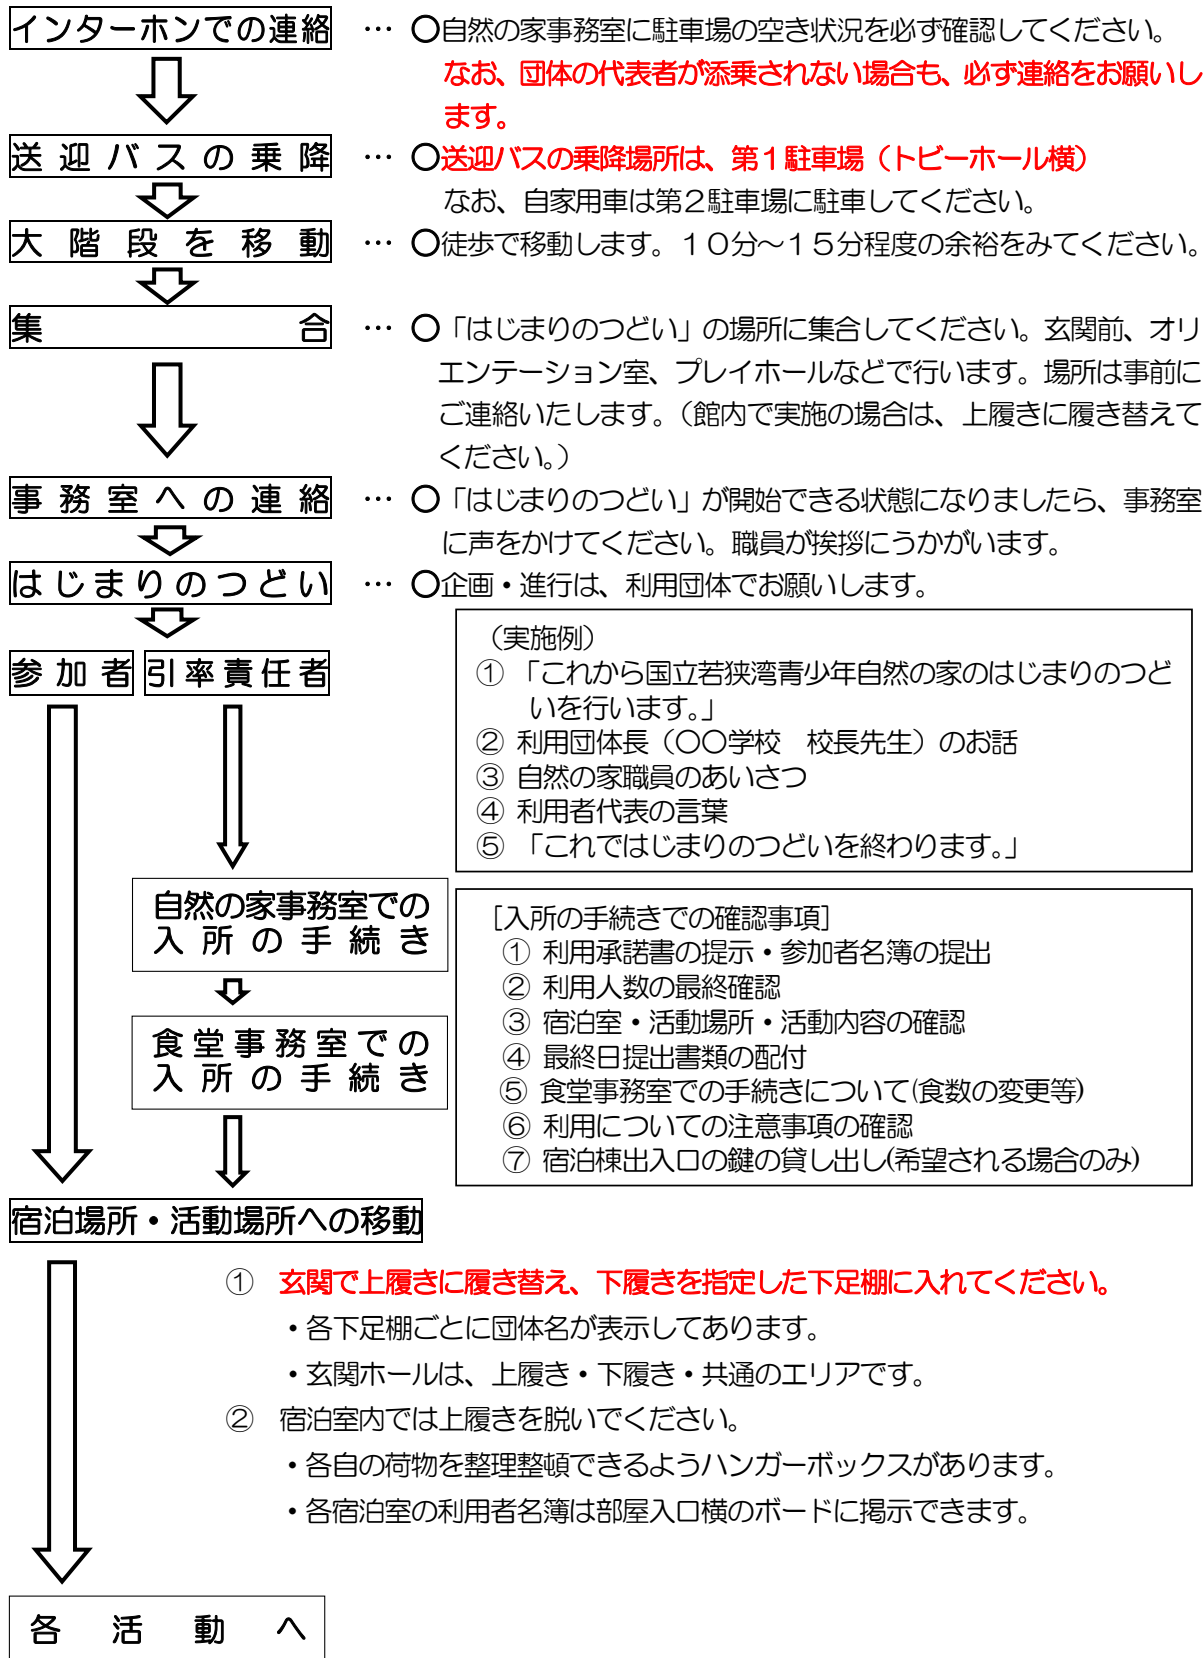 インターホンでの連絡 … ○自然の家事務室に駐車場の空き状況を必ず確認してください。
なお、団体の代表者が添乗されない場合も、必ず連絡をお願いし
ます。
送迎バスの乗降 … ○送迎バスの乗降場所は、第1駐車場(トビーホール横)
なお、自家用車は第2駐車場に駐車してください。
大階段を移動 … ○徒歩で移動します。10分~15分程度の余裕をみてください。
集合 … ○「はじまりのつどい」の場所に集合してください。玄関前、オリ
エンテーション室、プレイホールなどで行います。場所は事前に
ご連絡いたします。(館内で実施の場合は、上履きに履き替えて
ください。)
事務室への連絡 … ○「はじまりのつどい」が開始できる状態になりましたら、事務室
に声をかけてください。職員が挨拶にうかがいます。
はじまりのつどい … ○企画・進行は、利用団体でお願いします。
(実施例)
① 「これから国立若狭湾青少年自然の家のはじまりのつど
いを行います。」
② 利用団体長(○○学校 校長先生)のお話
③ 自然の家職員のあいさつ
④ 利用者代表の言葉
⑤ 「これではじまりのつどいを終わります。」
参加者 引率責任者
自然の家事務室での
入所の手続き
食堂事務室での
入所の手続き
[入所の手続きでの確認事項]
① 利用承諾書の提示・参加者名簿の提出
② 利用人数の最終確認
③ 宿泊室・活動場所・活動内容の確認
④ 最終日提出書類の配付
⑤ 食堂事務室での手続きについて(食数の変更等)
⑥ 利用についての注意事項の確認
⑦ 宿泊棟出入口の鍵の貸し出し(希望される場合のみ)
宿泊場所・活動場所への移動
① 玄関で上履きに履き替え、下履きを指定した下足棚に入れてください。
・各下足棚ごとに団体名が表示してあります。
・玄関ホールは、上履き・下履き・共通のエリアです。
② 宿泊室内では上履きを脱いでください。
・各自の荷物を整理整頓できるようハンガーボックスがあります。
・各宿泊室の利用者名簿は部屋入口横のボードに掲示できます。
各活動へ